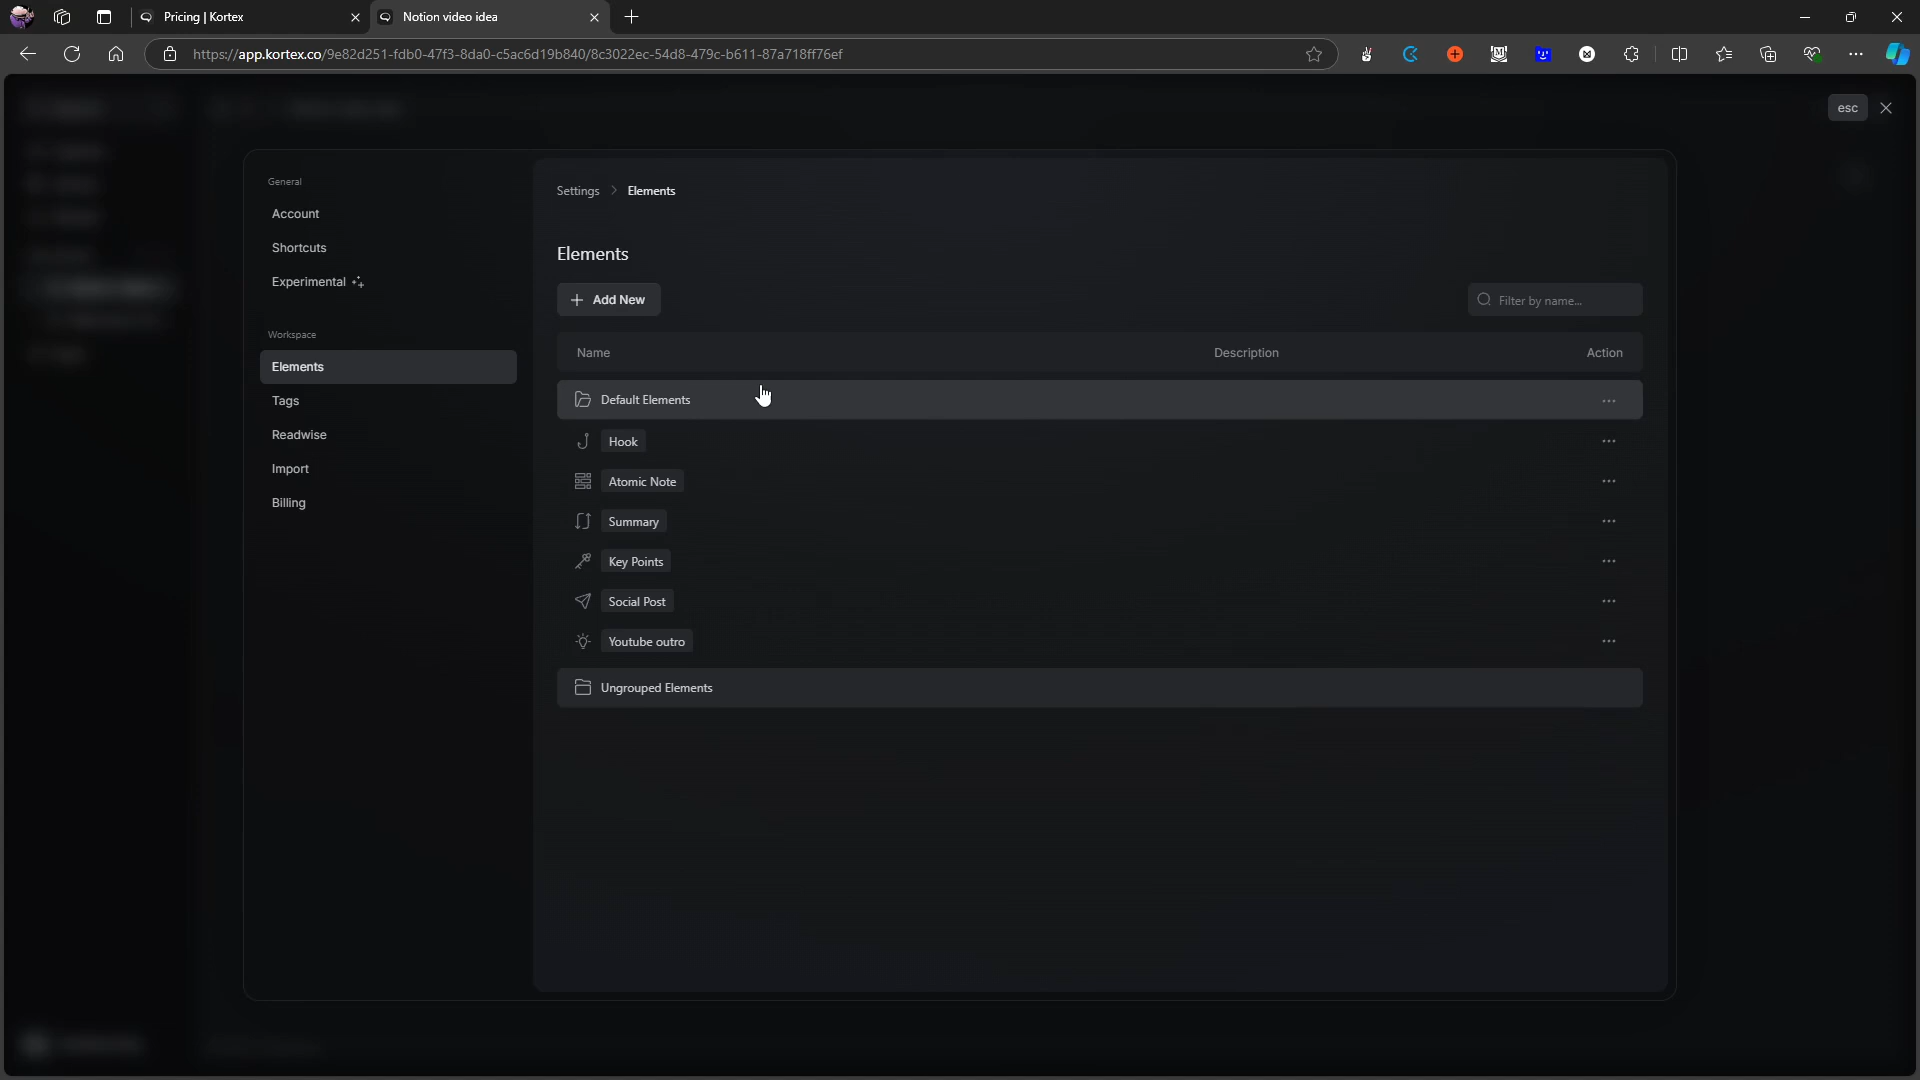 Pricing | Kortex
Notion video idea
https://app.kortex.co/9e82d251-fdb0-47f3-8da0-c5ac6d19b840/8c3022ec-54d8-479c-b611-87a718ff76ef
esc
General
Account
Shortcuts
Experimental
Workspace
Elements
Tags
Readwise
Import
Billing
Settings > Elements
Elements
+ Add New
Filter by name...
Name Description Action
Default Elements
Hook
Atomic Note
Summary
Key Points
Social Post
Youtube outro
Ungrouped Elements